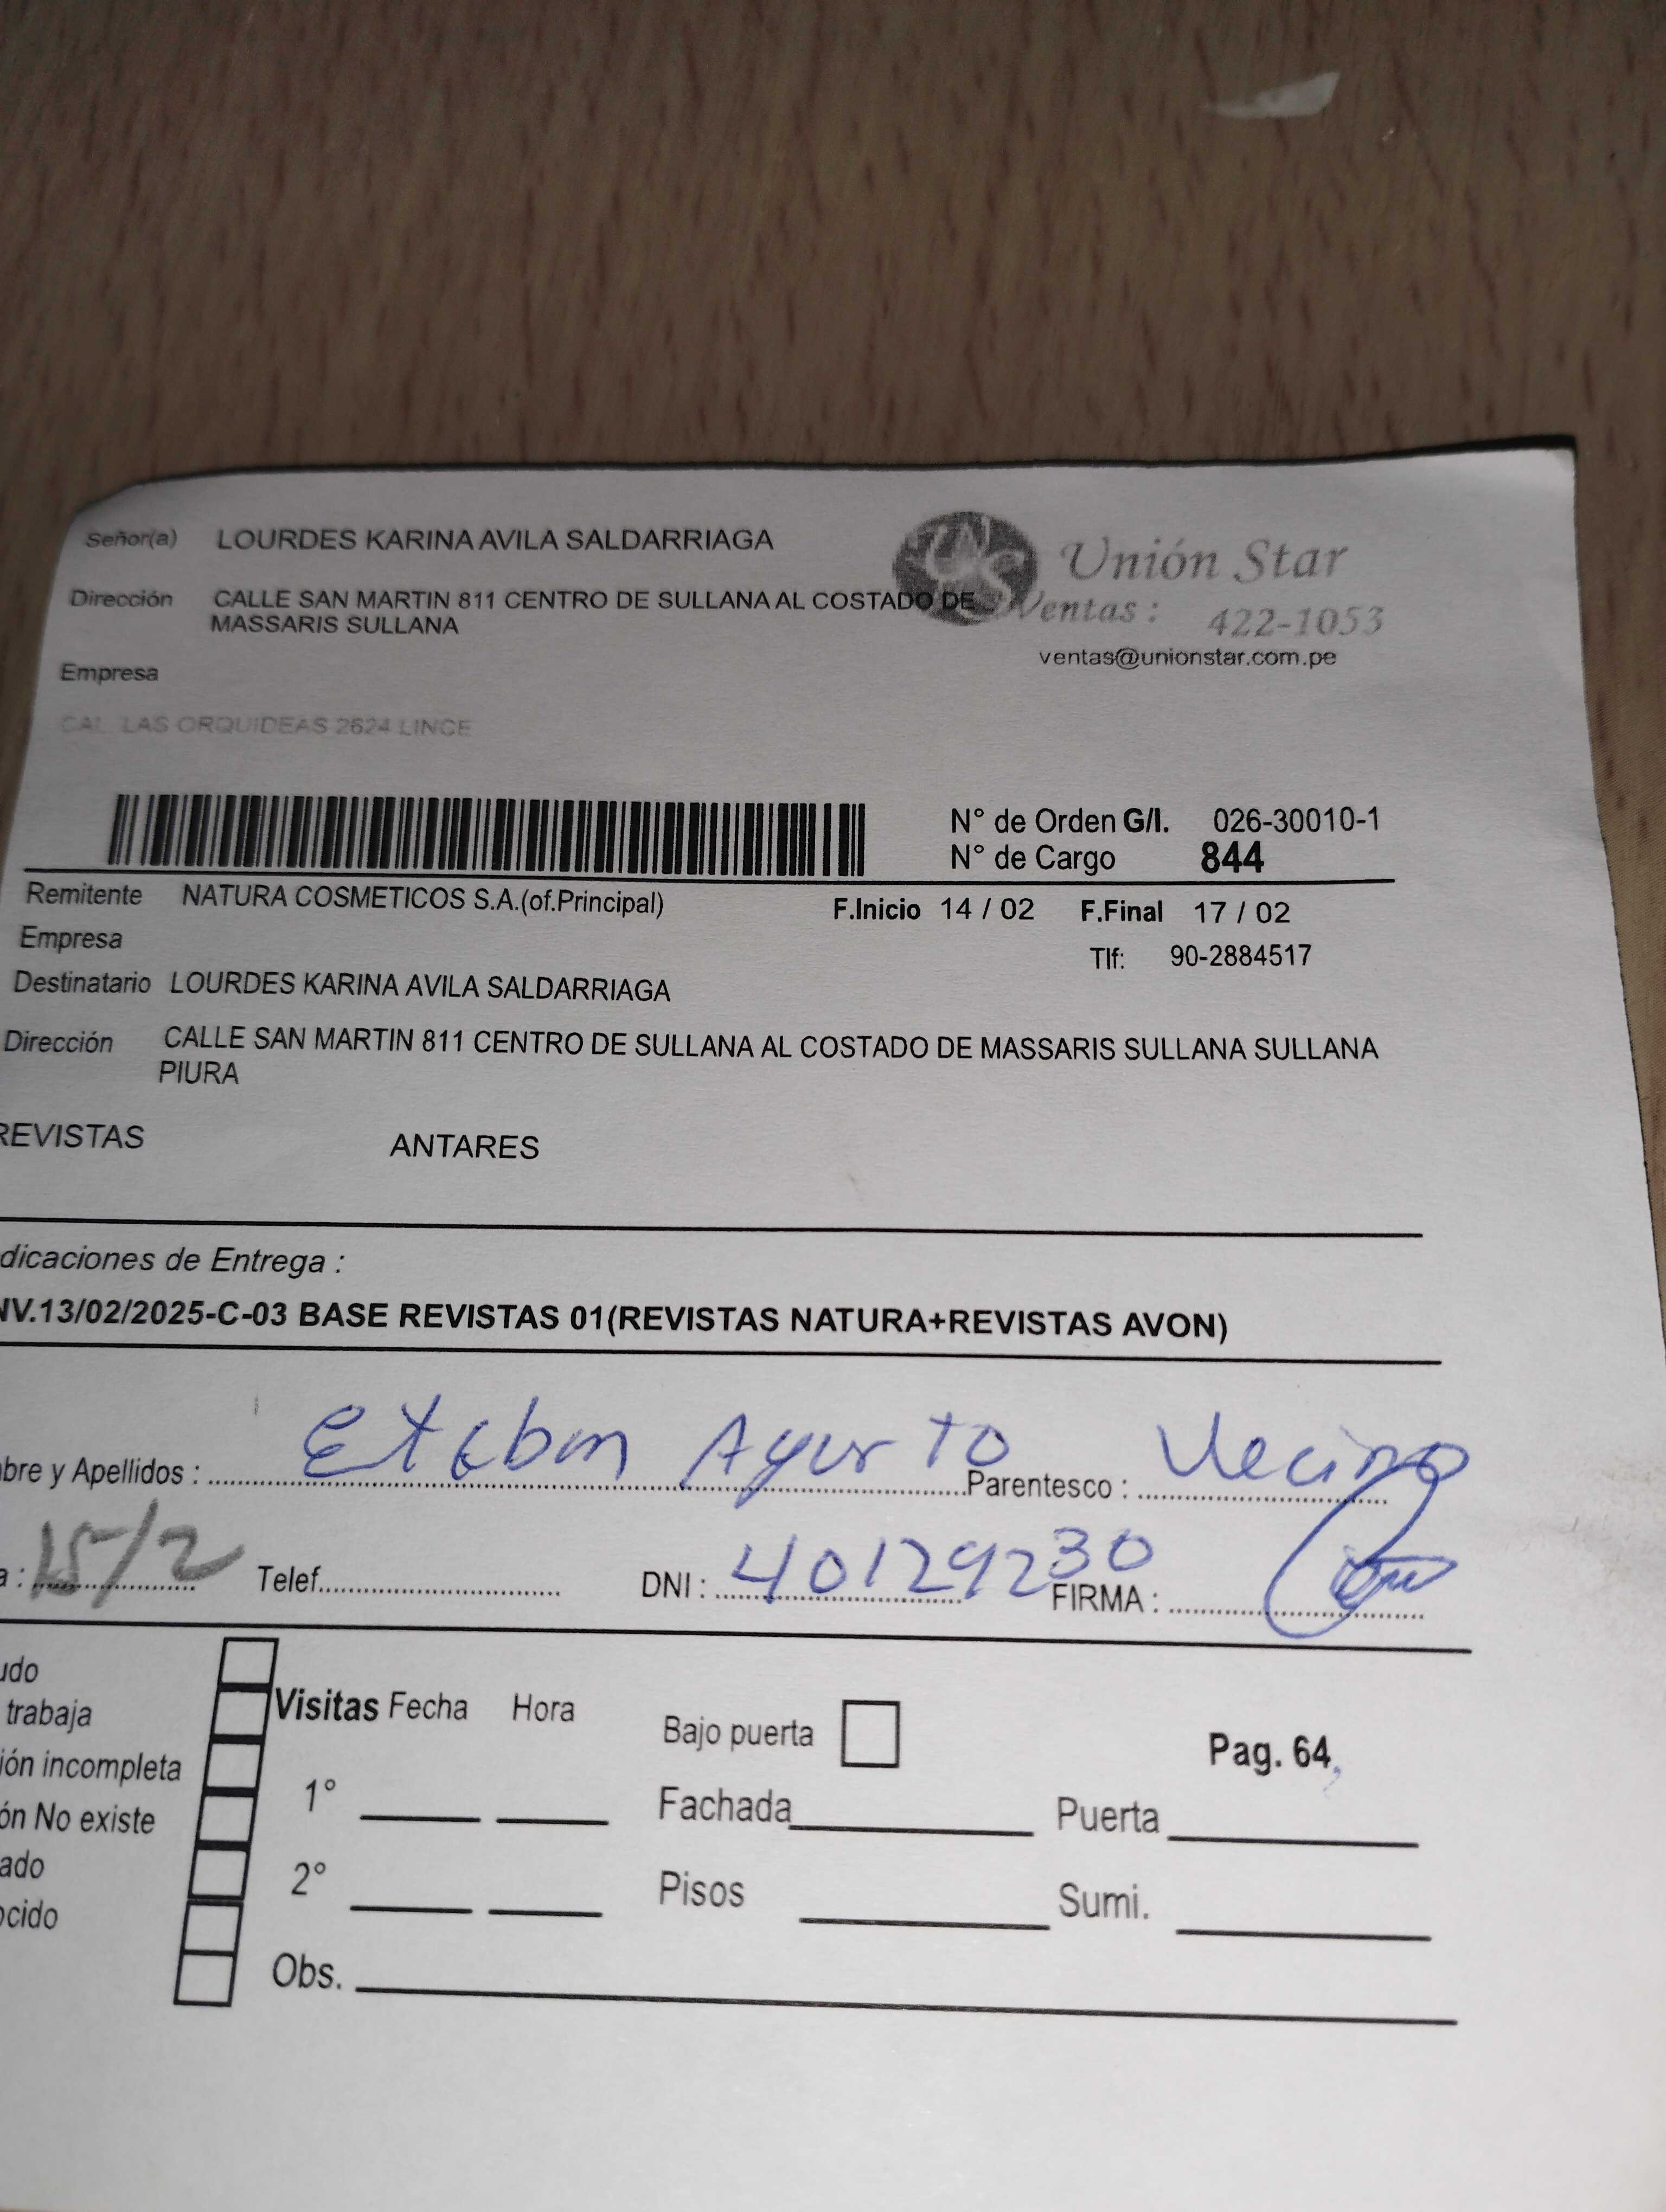 Señor(a) LOURDES KARINA AVILA SALDARRIAGA
Unión Star
Dirección CALLE SAN MARTIN 811 CENTRO DE SULLANA AL COSTADO DE
MASSARIS SULLANA
Ventas : 422-1053
ventas@unionstar.com.pe
Empresa
CAL LAS ORQUIDEAS 2624 LINCE
N° de Orden G/I. 026-30010-1
N° de Cargo 844
Remitente NATURA COSMETICOS S.A.(of.Principal) F.Inicio 14 / 02 F.Final 17 / 02
Empresa Tlf: 90-2884517
Destinatario LOURDES KARINA AVILA SALDARRIAGA
Dirección CALLE SAN MARTIN 811 CENTRO DE SULLANA AL COSTADO DE MASSARIS SULLANA SULLANA
PIURA
REVISTAS ANTARES
dicaciones de Entrega :
NV.13/02/2025-C-03 BASE REVISTAS 01(REVISTAS NATURA+REVISTAS AVON)
bre y Apellidos : Parentesco : Vecino
a : 15/2 Telef. DNI : 40129230 FIRMA :
udo
trabaja Visitas Fecha Hora Bajo puerta Pag. 64
ión incompleta
1° Fachada Puerta
ón No existe
ado 2° Pisos Sumi.
ocido
Obs.